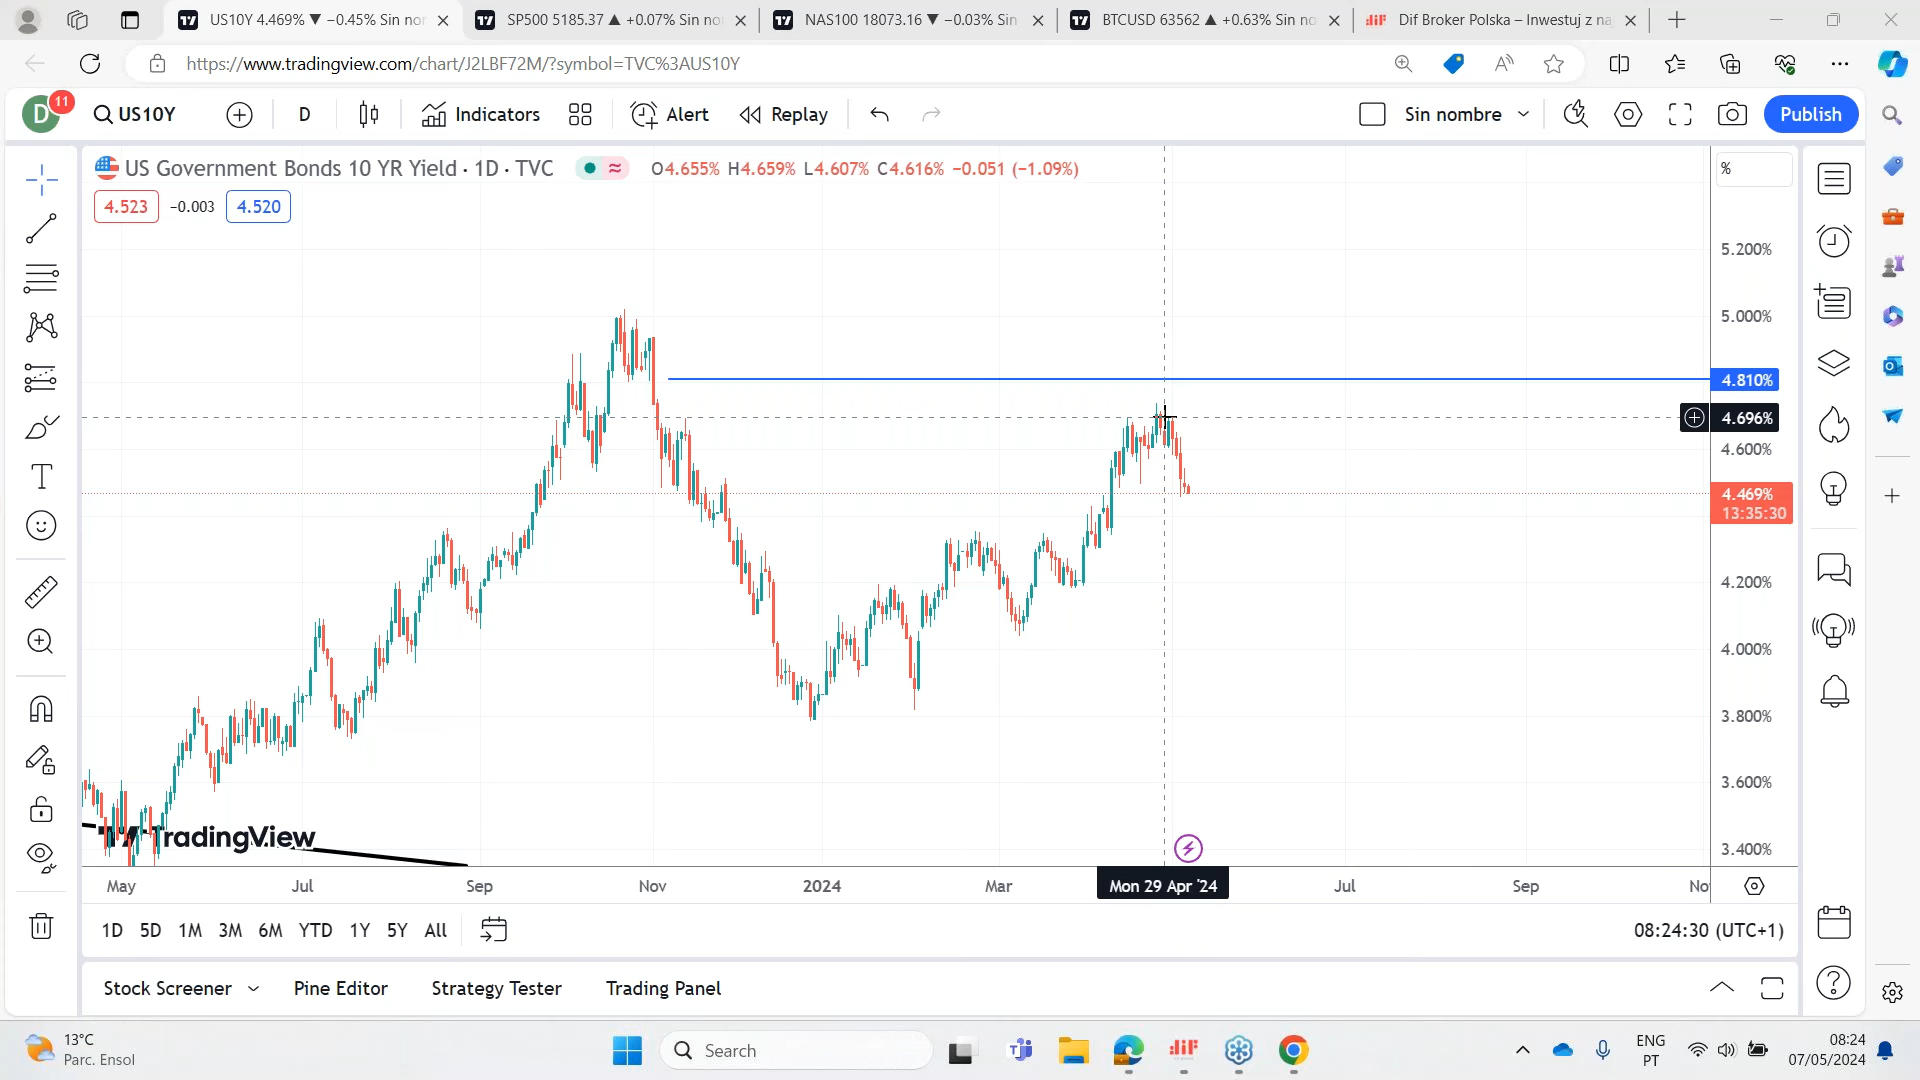 US10Y 4.469% ▼ −0.45% Sin nor
SP500 5185.37 ▲ +0.07% Sin no
NAS100 18073.16 ▼ −0.03% Sin
BTCUSD 63562 ▲ +0.63% Sin no
Dif Broker Polska – Inwestuj z na
https://www.tradingview.com/chart/J2LBF72M/?symbol=TVC%3AUS10Y
D
11
US10Y
D
Indicators
Alert
Replay
Sin nombre
Publish
US Government Bonds 10 YR Yield · 1D · TVC
O4.655% H4.659% L4.607% C4.616% −0.051 (−1.09%)
%
4.523
−0.003
4.520
5.200%
5.000%
4.810%
4.696%
4.600%
4.469%
13:35:30
4.200%
4.000%
3.800%
3.600%
3.400%
TradingView
May
Jul
Sep
Nov
2024
Mar
Mon 29 Apr '24
Jul
Sep
No
1D 5D 1M 3M 6M YTD 1Y 5Y All
08:24:30 (UTC+1)
Stock Screener
Pine Editor
Strategy Tester
Trading Panel
13°C
Parc. Ensol
Search
dif
ENG
PT
08:24
07/05/2024